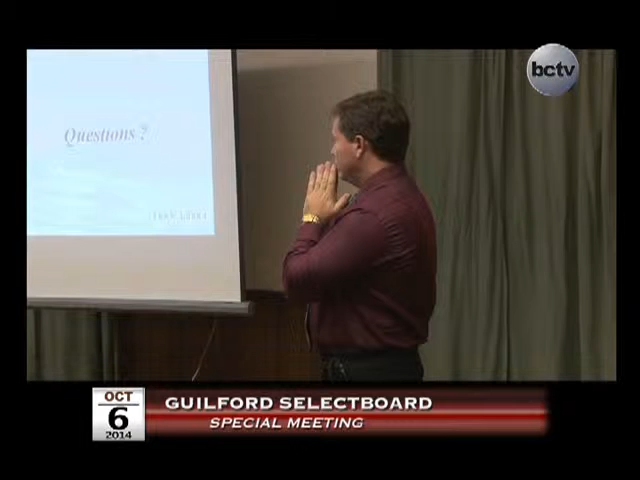 bctv
Questions ?
OCT
6
2014
GUILFORD SELECTBOARD
SPECIAL MEETING